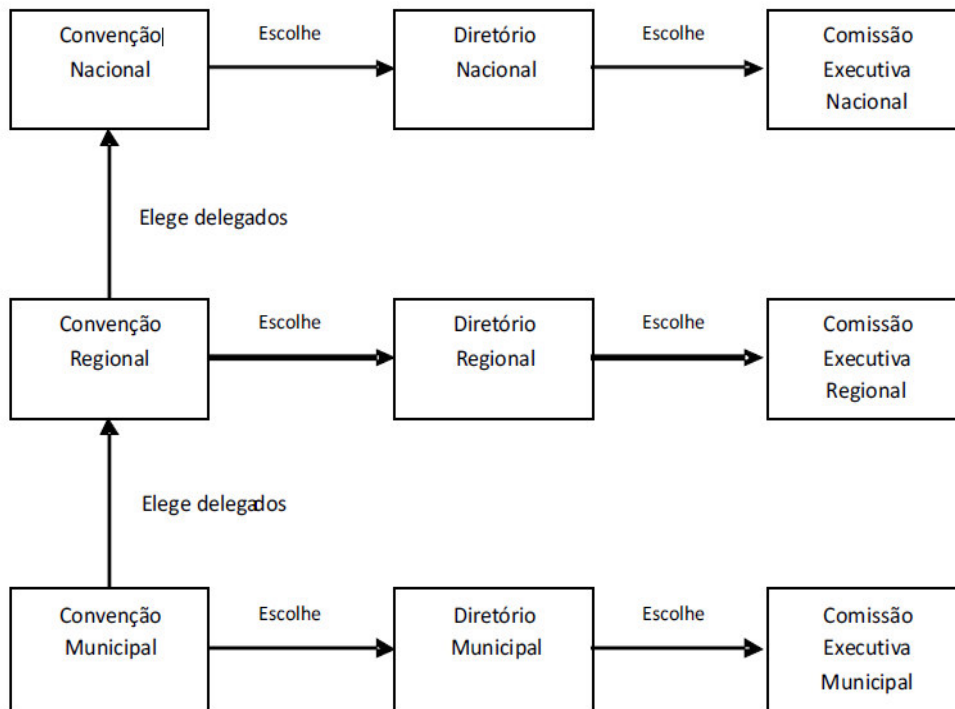 Convenção
Nacional
Escolhe
Diretório
Nacional
Escolhe
Comissão
Executiva
Nacional
Elege delegados
Convenção
Regional
Escolhe
Diretório
Regional
Escolhe
Comissão
Executiva
Regional
Elege delegados
Convenção
Municipal
Escolhe
Diretório
Municipal
Escolhe
Comissão
Executiva
Municipal